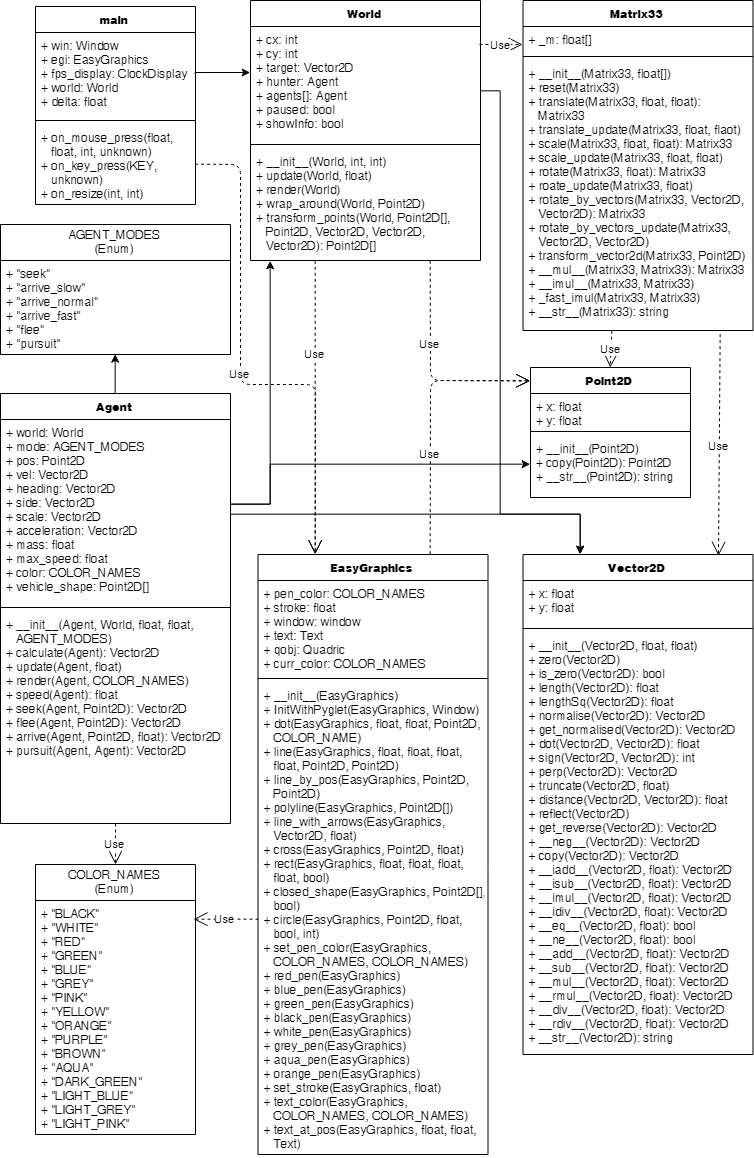 main
+ win: Window
+ egi: EasyGraphics
+ fps_display: ClockDisplay
+ world: World
+ delta: float
+ on_mouse_press(float,
float, int, unknown)
+ on_key_press(KEY,
unknown)
+ on_resize(int, int)
World
+ cx: int
+ cy: int
+ target: Vector2D
+ hunter: Agent
+ agents[]: Agent
+ paused: bool
+ showInfo: bool
+ __init__(World, int, int)
+ update(World, float)
+ render(World)
+ wrap_around(World, Point2D)
+ transform_points(World, Point2D[],
Point2D, Vector2D, Vector2D,
Vector2D): Point2D[]
Use
Matrix33
+ _m: float[]
+ __init__(Matrix33, float[])
+ reset(Matrix33)
+ translate(Matrix33, float, float):
Matrix33
+ translate_update(Matrix33, float, flaot)
+ scale(Matrix33, float, float): Matrix33
+ scale_update(Matrix33, float, float)
+ rotate(Matrix33, float): Matrix33
+ roate_update(Matrix33, float)
+ rotate_by_vectors(Matrix33, Vector2D,
Vector2D): Matrix33
+ rotate_by_vectors_update(Matrix33,
Vector2D, Vector2D)
+ transform_vector2d(Matrix33, Point2D)
+ __mul__(Matrix33, Matrix33): Matrix33
+ __imul__(Matrix33, Matrix33)
+ _fast_imul(Matrix33, Matrix33)
+ __str__(Matrix33): string
AGENT_MODES
(Enum)
+ "seek"
+ "arrive_slow"
+ "arrive_normal"
+ "arrive_fast"
+ "flee"
+ "pursuit"
Use
Use
Use
Use
Use
Point2D
+ x: float
+ y: float
+ __init__(Point2D)
+ copy(Point2D): Point2D
+ __str__(Point2D): string
Agent
+ world: World
+ mode: AGENT_MODES
+ pos: Point2D
+ vel: Vector2D
+ heading: Vector2D
+ side: Vector2D
+ scale: Vector2D
+ acceleration: Vector2D
+ mass: float
+ max_speed: float
+ color: COLOR_NAMES
+ vehicle_shape: Point2D[]
+ __init__(Agent, World, float, float,
AGENT_MODES)
+ calculate(Agent): Vector2D
+ update(Agent, float)
+ render(Agent, COLOR_NAMES)
+ speed(Agent): float
+ seek(Agent, Point2D): Vector2D
+ flee(Agent, Point2D): Vector2D
+ arrive(Agent, Point2D, float): Vector2D
+ pursuit(Agent, Agent): Vector2D
Use
Use
EasyGraphics
+ pen_color: COLOR_NAMES
+ stroke: float
+ window: window
+ text: Text
+ qobj: Quadric
+ curr_color: COLOR_NAMES
+ __init__(EasyGraphics)
+ InitWithPyglet(EasyGraphics, Window)
+ dot(EasyGraphics, float, float, Point2D,
COLOR_NAME)
+ line(EasyGraphics, float, float, float,
float, Point2D, Point2D)
+ line_by_pos(EasyGraphics, Point2D,
Point2D)
+ polyline(EasyGraphics, Point2D[])
+ line_with_arrows(EasyGraphics,
Vector2D, float)
+ cross(EasyGraphics, Point2D, float)
+ rect(EasyGraphics, float, float, float,
float, bool)
+ closed_shape(EasyGraphics, Point2D[],
bool)
+ circle(EasyGraphics, Point2D, float,
bool, int)
+ set_pen_color(EasyGraphics,
COLOR_NAMES, COLOR_NAMES)
+ red_pen(EasyGraphics)
+ blue_pen(EasyGraphics)
+ green_pen(EasyGraphics)
+ black_pen(EasyGraphics)
+ white_pen(EasyGraphics)
+ grey_pen(EasyGraphics)
+ aqua_pen(EasyGraphics)
+ orange_pen(EasyGraphics)
+ set_stroke(EasyGraphics, float)
+ text_color(EasyGraphics,
COLOR_NAMES, COLOR_NAMES)
+ text_at_pos(EasyGraphics, float, float,
Text)
Vector2D
+ x: float
+ y: float
+ __init__(Vector2D, float, float)
+ zero(Vector2D)
+ is_zero(Vector2D): bool
+ length(Vector2D): float
+ lengthSq(Vector2D): float
+ normalise(Vector2D): Vector2D
+ get_normalised(Vector2D): Vector2D
+ dot(Vector2D, Vector2D): float
+ sign(Vector2D, Vector2D): int
+ perp(Vector2D): Vector2D
+ truncate(Vector2D, float)
+ distance(Vector2D, Vector2D): float
+ reflect(Vector2D)
+ get_reverse(Vector2D): Vector2D
+ __neg__(Vector2D): Vector2D
+ copy(Vector2D): Vector2D
+ __iadd__(Vector2D, float): Vector2D
+ __isub__(Vector2D, float): Vector2D
+ __imul__(Vector2D, float): Vector2D
+ __idiv__(Vector2D, float): Vector2D
+ __eq__(Vector2D, float): bool
+ __ne__(Vector2D, float): bool
+ __add__(Vector2D, float): Vector2D
+ __sub__(Vector2D, float): Vector2D
+ __mul__(Vector2D, float): Vector2D
+ __rmul__(Vector2D, float): Vector2D
+ __div__(Vector2D, float): Vector2D
+ __rdiv__(Vector2D, float): Vector2D
+ __str__(Vector2D): string
COLOR_NAMES
(Enum)
+ "BLACK"
+ "WHITE"
+ "RED"
+ "GREEN"
+ "BLUE"
+ "GREY"
+ "PINK"
+ "YELLOW"
+ "ORANGE"
+ "PURPLE"
+ "BROWN"
+ "AQUA"
+ "DARK_GREEN"
+ "LIGHT_BLUE"
+ "LIGHT_GREY"
+ "LIGHT_PINK"
Use